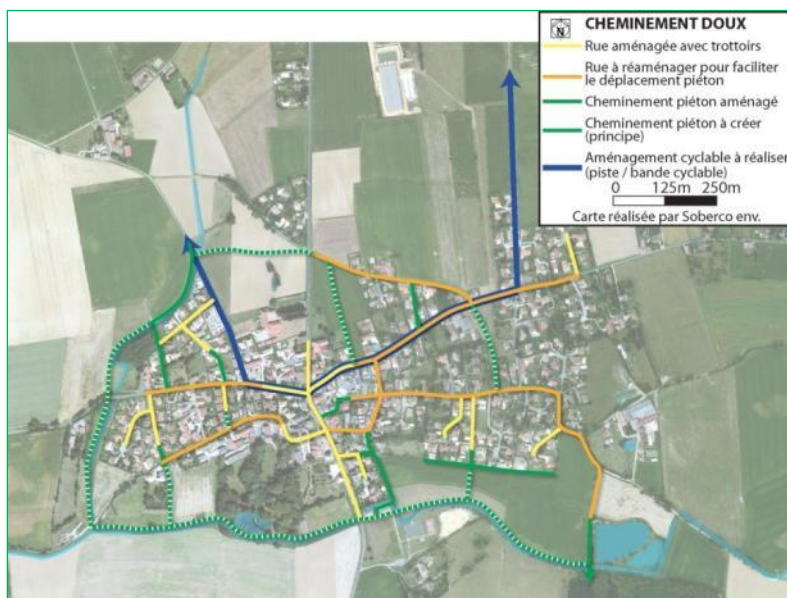 N
CHEMINEMENT DOUX
Rue aménagée avec trottoirs
Rue à réaménager pour faciliter
le déplacement piéton
Cheminement piéton aménagé
Cheminement piéton à créer
(principe)
Aménagement cyclable à réaliser
(piste / bande cyclable)
0 125m 250m
Carte réalisée par Soberco env.